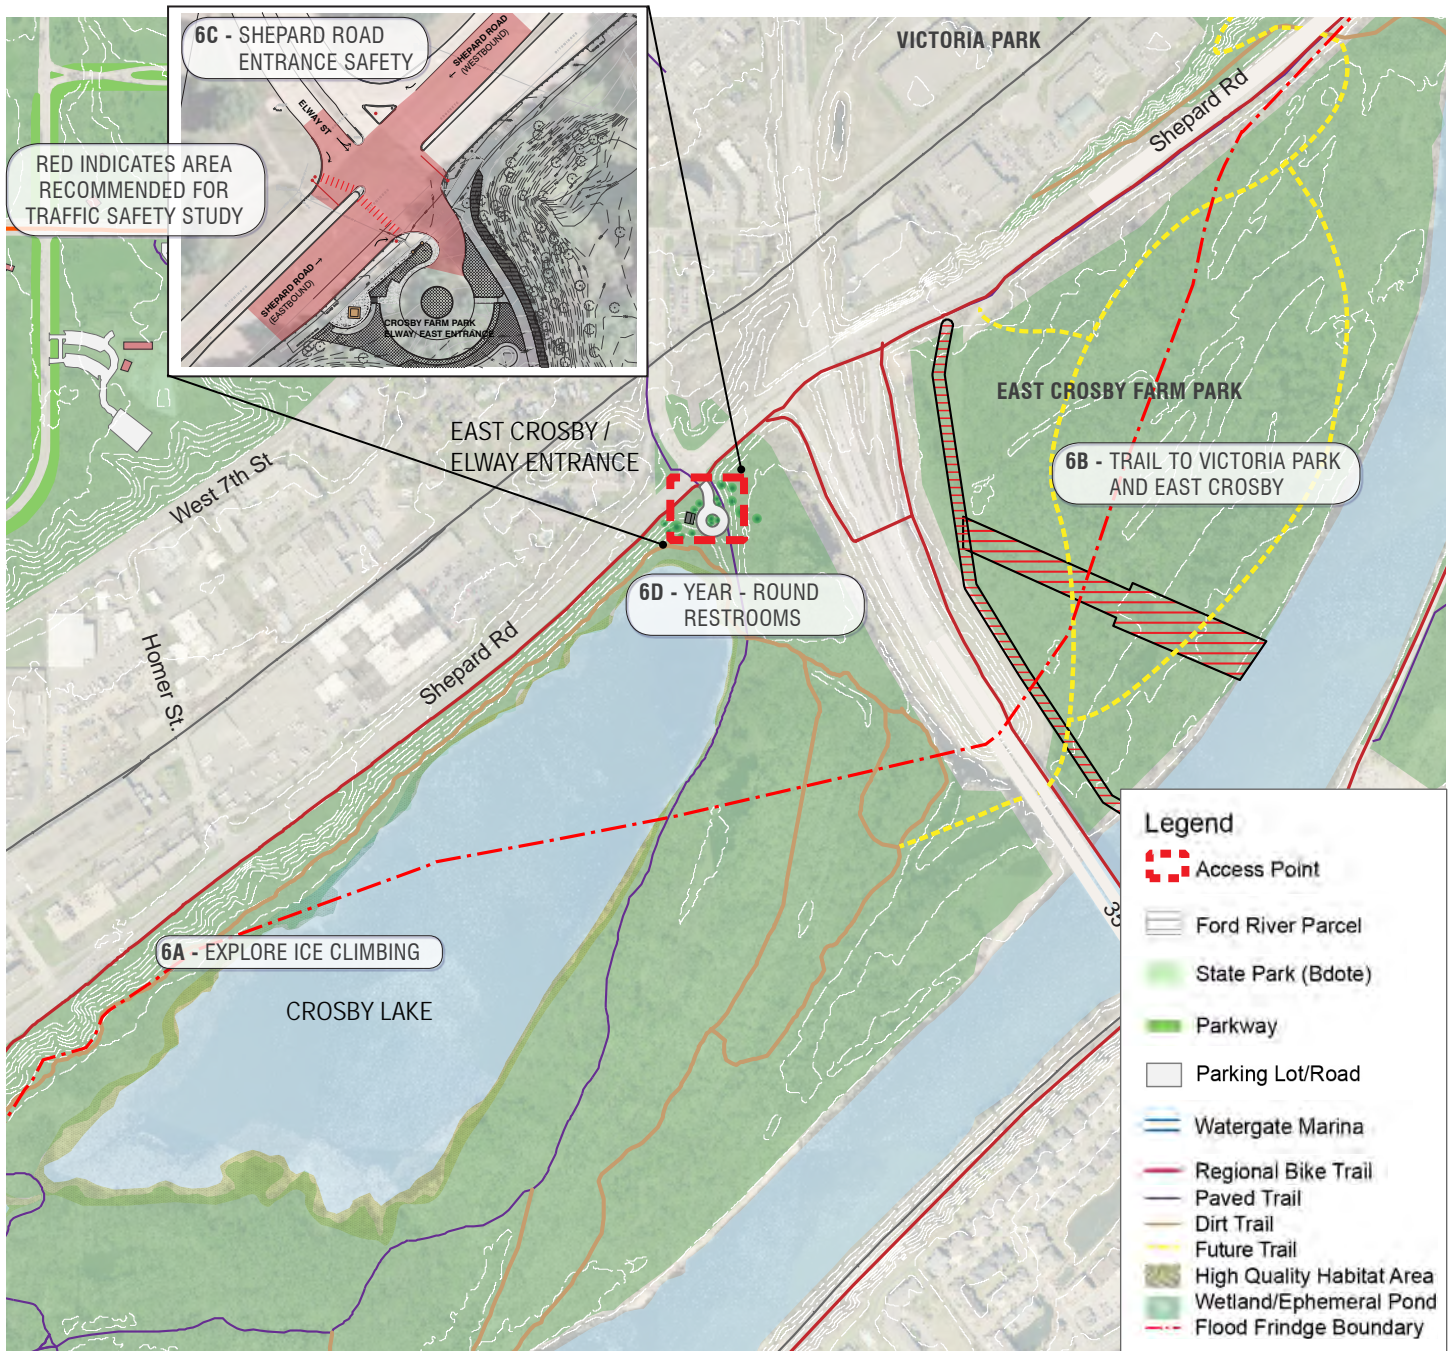 6C - SHEPARD ROAD
ENTRANCE SAFETY
SHEPARD ROAD
(WESTBOUND)
ELWAY ST
SHEPARD ROAD
(EASTBOUND)
CROSBY FARM PARK
ELWAY/ EAST ENTRANCE
RED INDICATES AREA
RECOMMENDED FOR
TRAFFIC SAFETY STUDY
VICTORIA PARK
Shepard Rd
EAST CROSBY FARM PARK
6B - TRAIL TO VICTORIA PARK
AND EAST CROSBY
EAST CROSBY /
ELWAY ENTRANCE
West 7th St
6D - YEAR - ROUND
RESTROOMS
Shepard Rd
Homer St.
6A - EXPLORE ICE CLIMBING
CROSBY LAKE
35
Legend
Access Point
Ford River Parcel
State Park (Bdote)
Parkway
Parking Lot/Road
Watergate Marina
Regional Bike Trail
Paved Trail
Dirt Trail
Future Trail
High Quality Habitat Area
Wetland/Ephemeral Pond
Flood Frindge Boundary